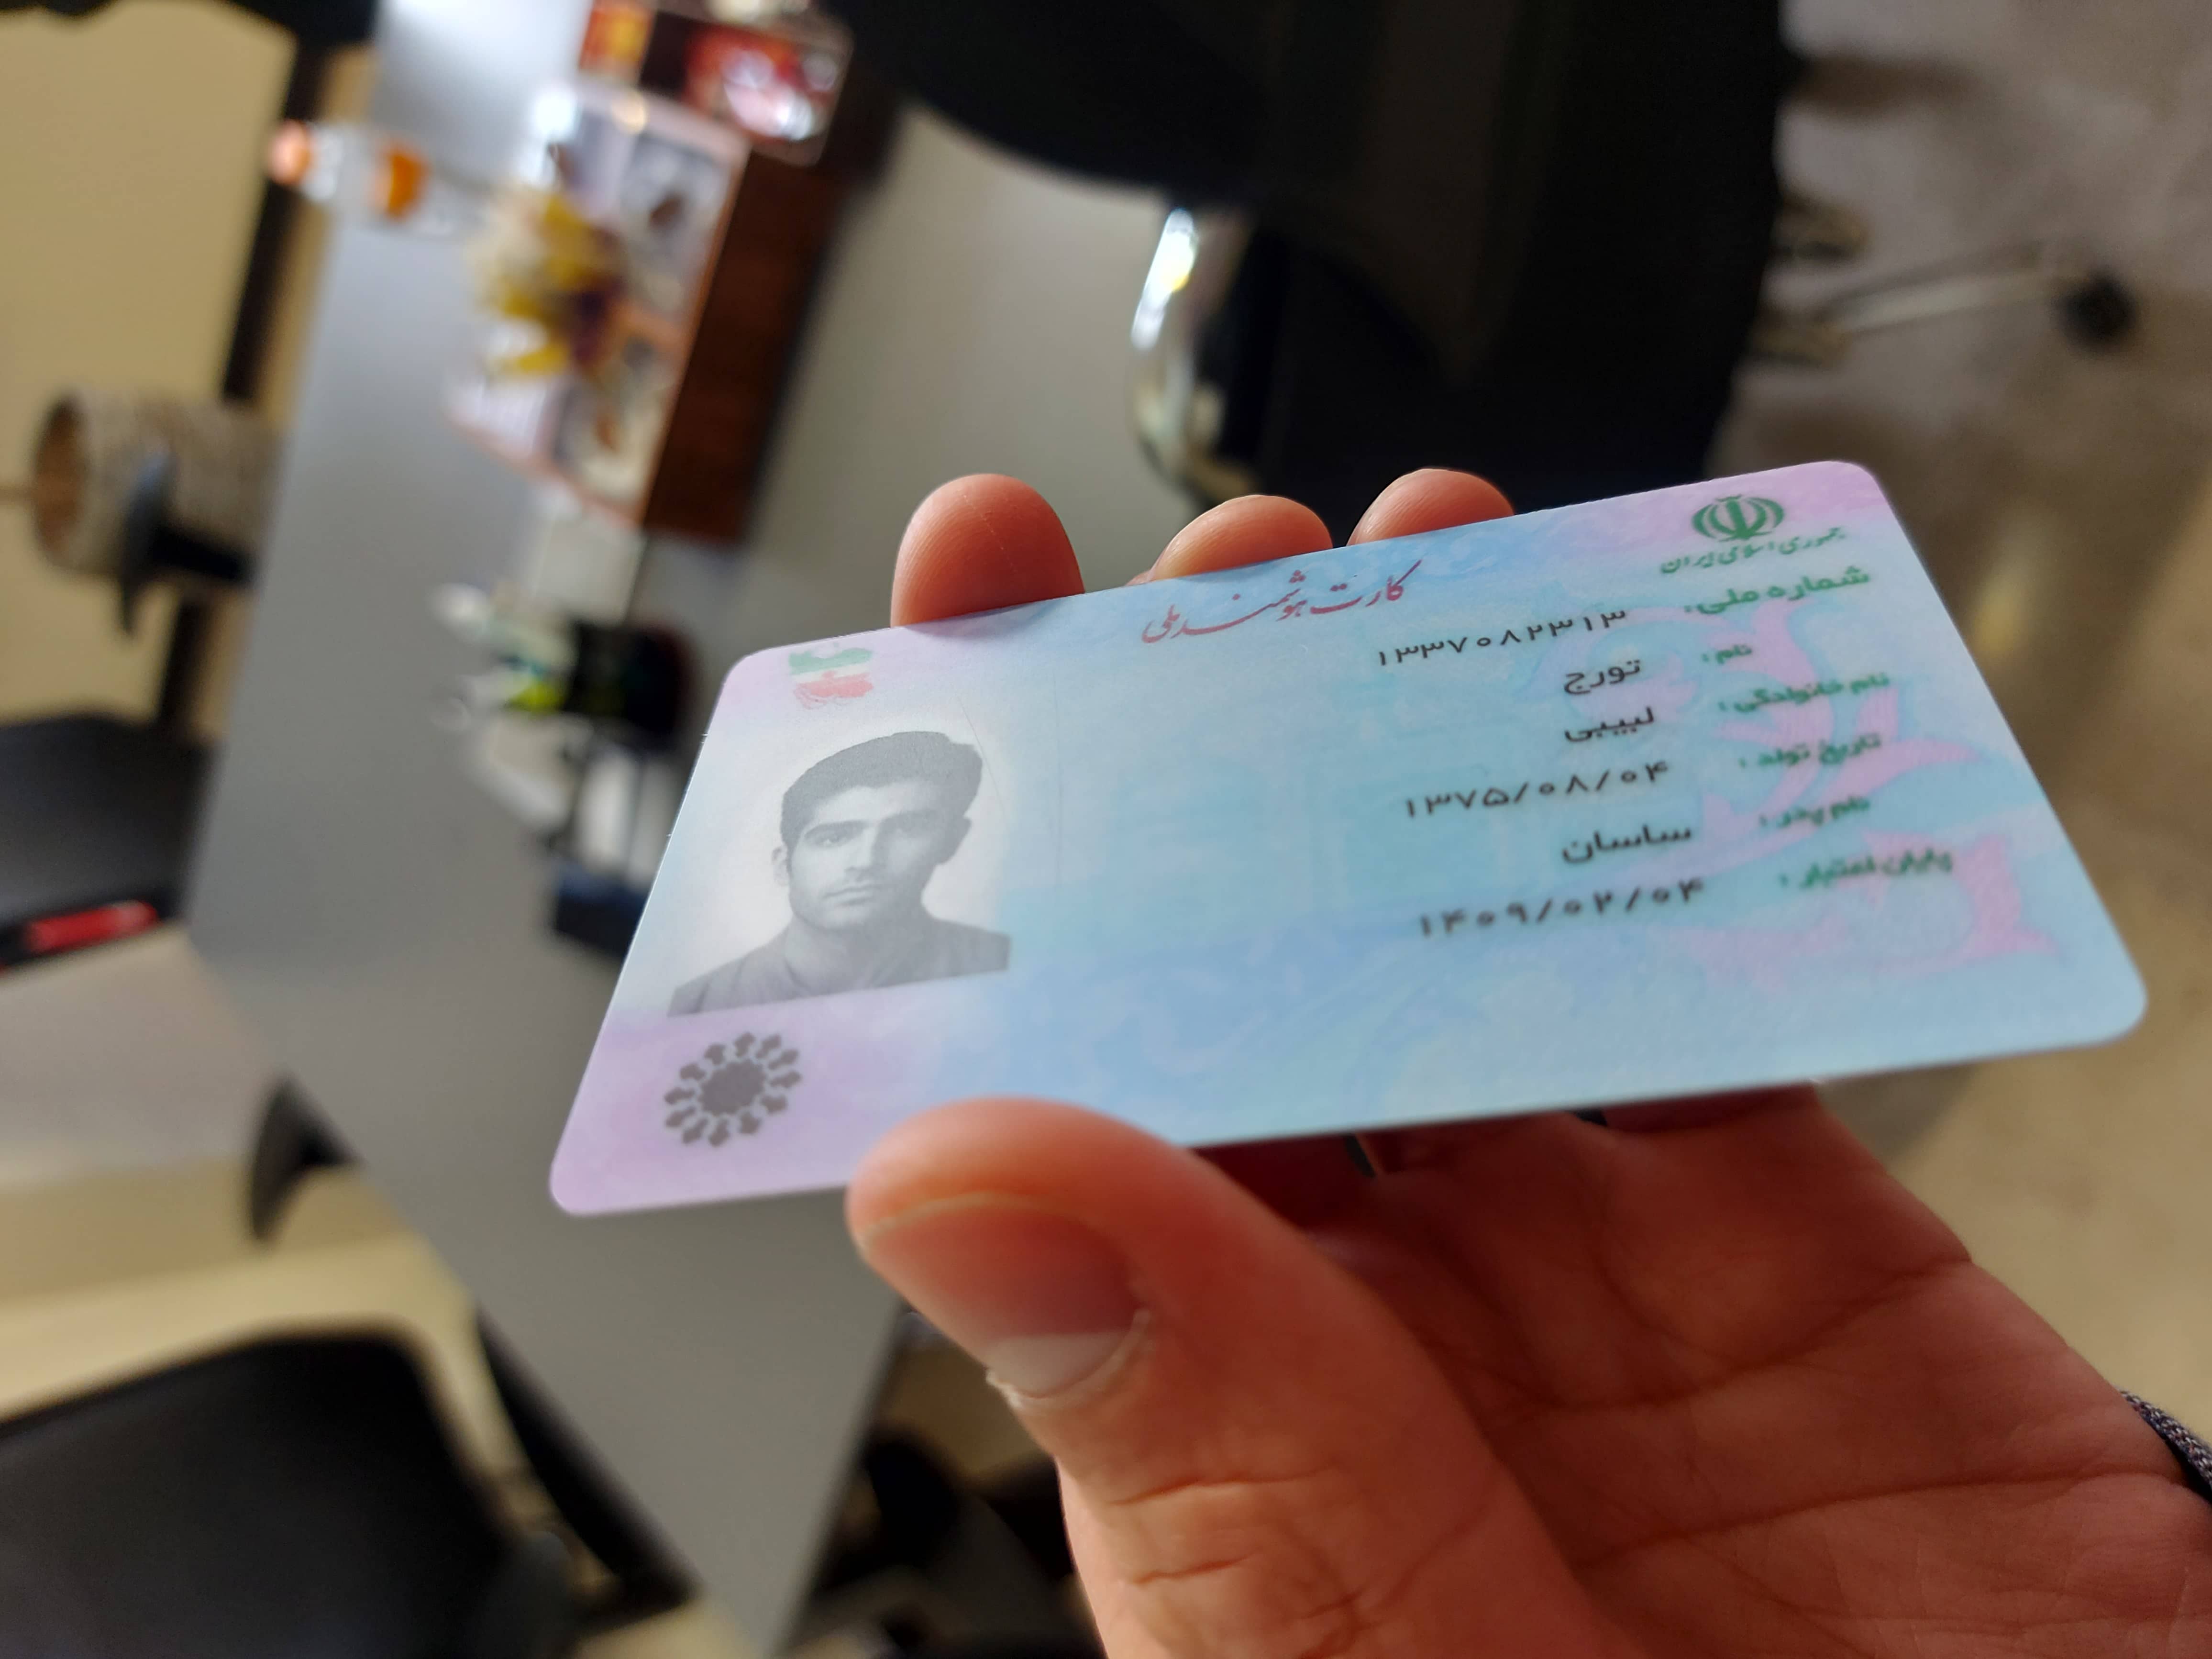 جمهوری اسلامی ایران
کارت هوشمند ملی
شماره ملی: ۱۳۳۷۰۸۲۳۱۳
نام: تورج
نام خانوادگی: لبیبی
تاریخ تولد: ۱۳۷۵/۰۸/۰۴
نام پدر: ساسان
پایان اعتبار: ۱۴۰۹/۰۲/۰۴